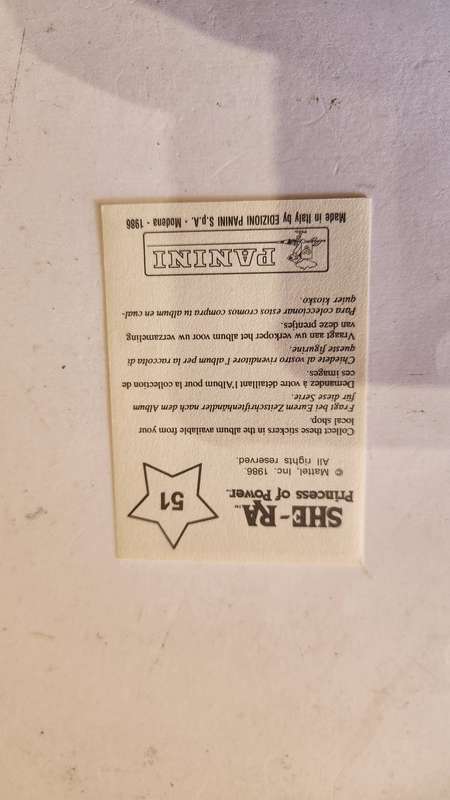 SHE-RA™
Princess of Power™
51
© Mattel, Inc. 1986.
All rights reserved.
Collect these stickers in the album available from your
local shop.
Fragt bei Eurem Zeitschriftenhändler nach dem Album
für diese Serie.
Demandez à votre détaillant l'Album pour la collection de
ces images.
Chiedete al vostro rivenditore l'album per la raccolta di
queste figurine.
Vraagt aan uw verkoper het album voor uw verzameling
van deze prentjes.
Para coleccionar estos cromos compra tu album en cual-
quier kiosko.
PANINI
Made in Italy by EDIZIONI PANINI S.p.A. - Modena - 1986